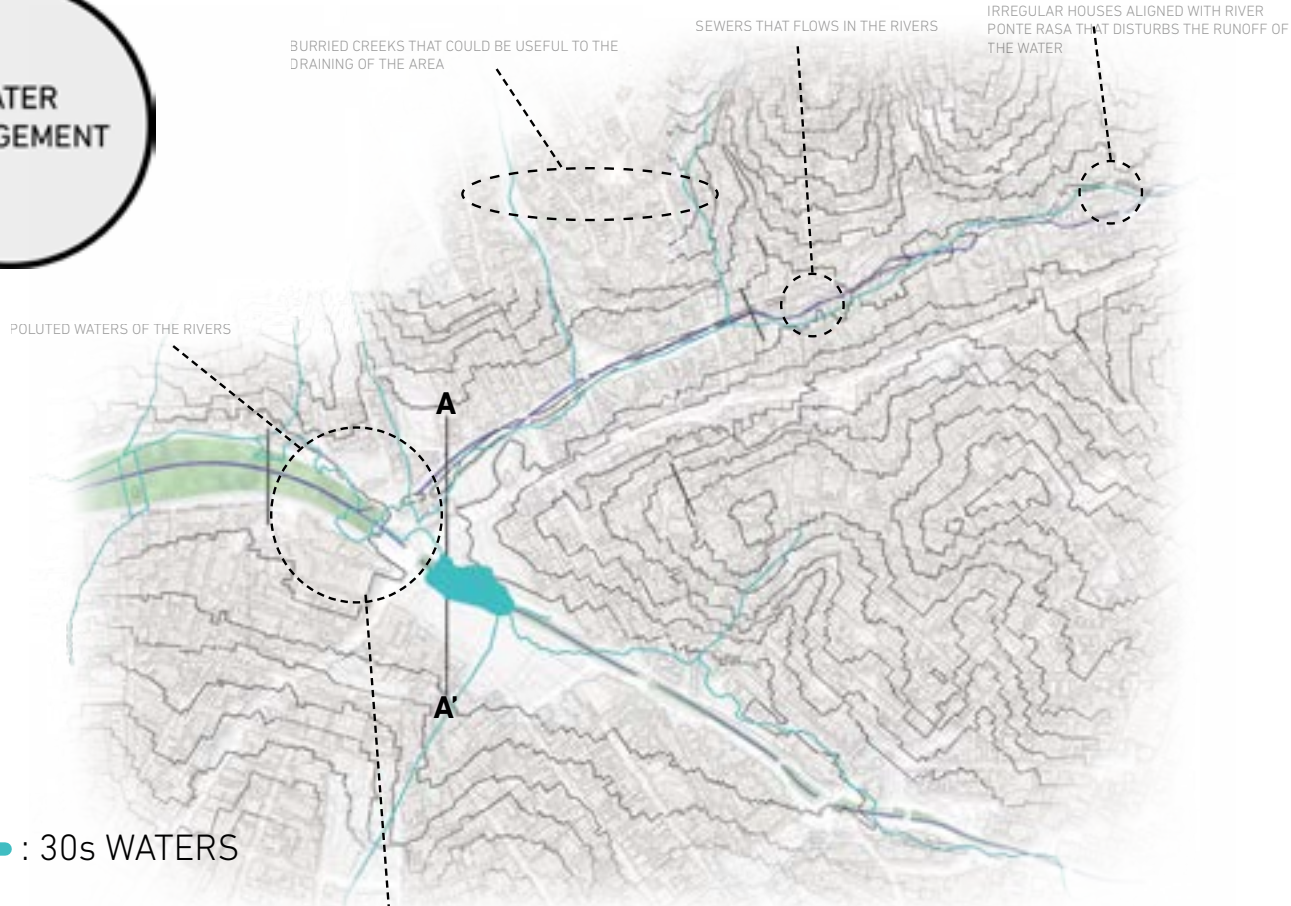 IRREGULAR HOUSES ALIGNED WITH RIVER
PONTE RASA THAT DISTURBS THE RUNOFF OF
THE WATER
SEWERS THAT FLOWS IN THE RIVERS
BURRIED CREEKS THAT COULD BE USEFUL TO THE
DRAINING OF THE AREA
ATER
GEMENT
POLUTED WATERS OF THE RIVERS
A
A'
: 30s WATERS